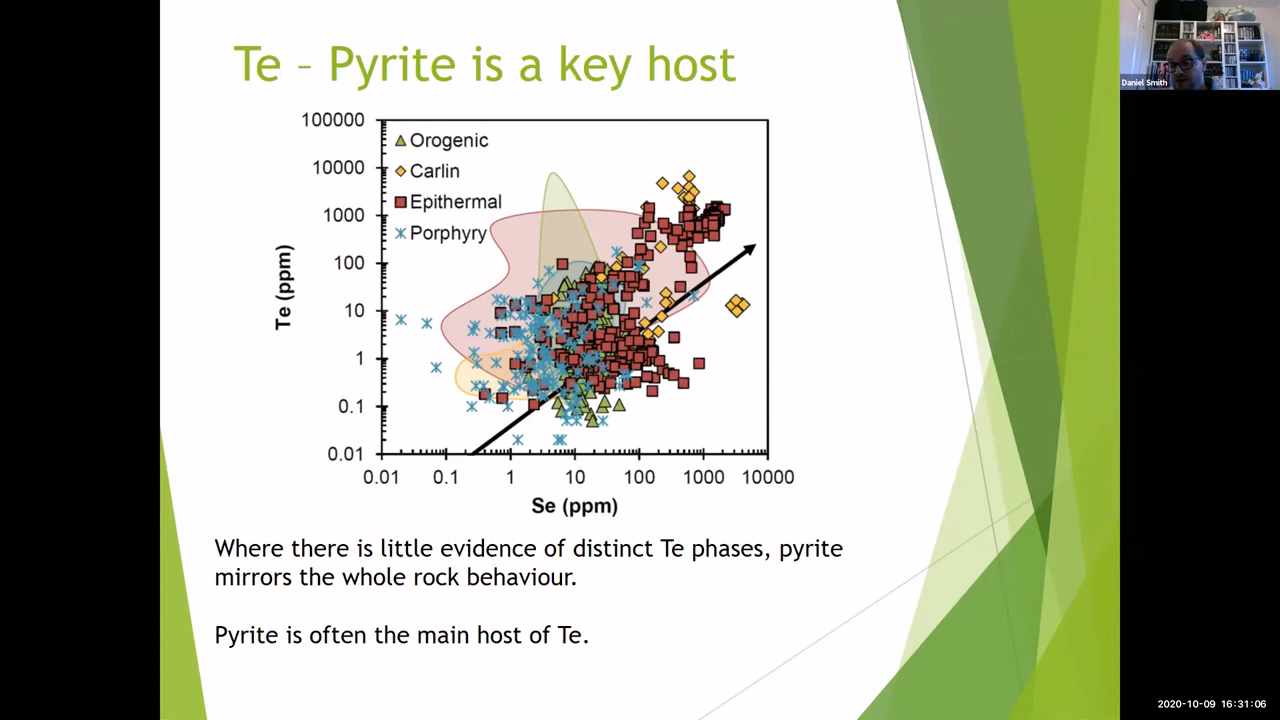 Te – Pyrite is a key host
100000
10000
1000
100
10
1
0.1
0.01
Te (ppm)
Orogenic
Carlin
Epithermal
Porphyry
0.01 0.1 1 10 100 1000 10000
Se (ppm)
Where there is little evidence of distinct Te phases, pyrite
mirrors the whole rock behaviour.
Pyrite is often the main host of Te.
Daniel Smith
2020-10-09 16:31:06